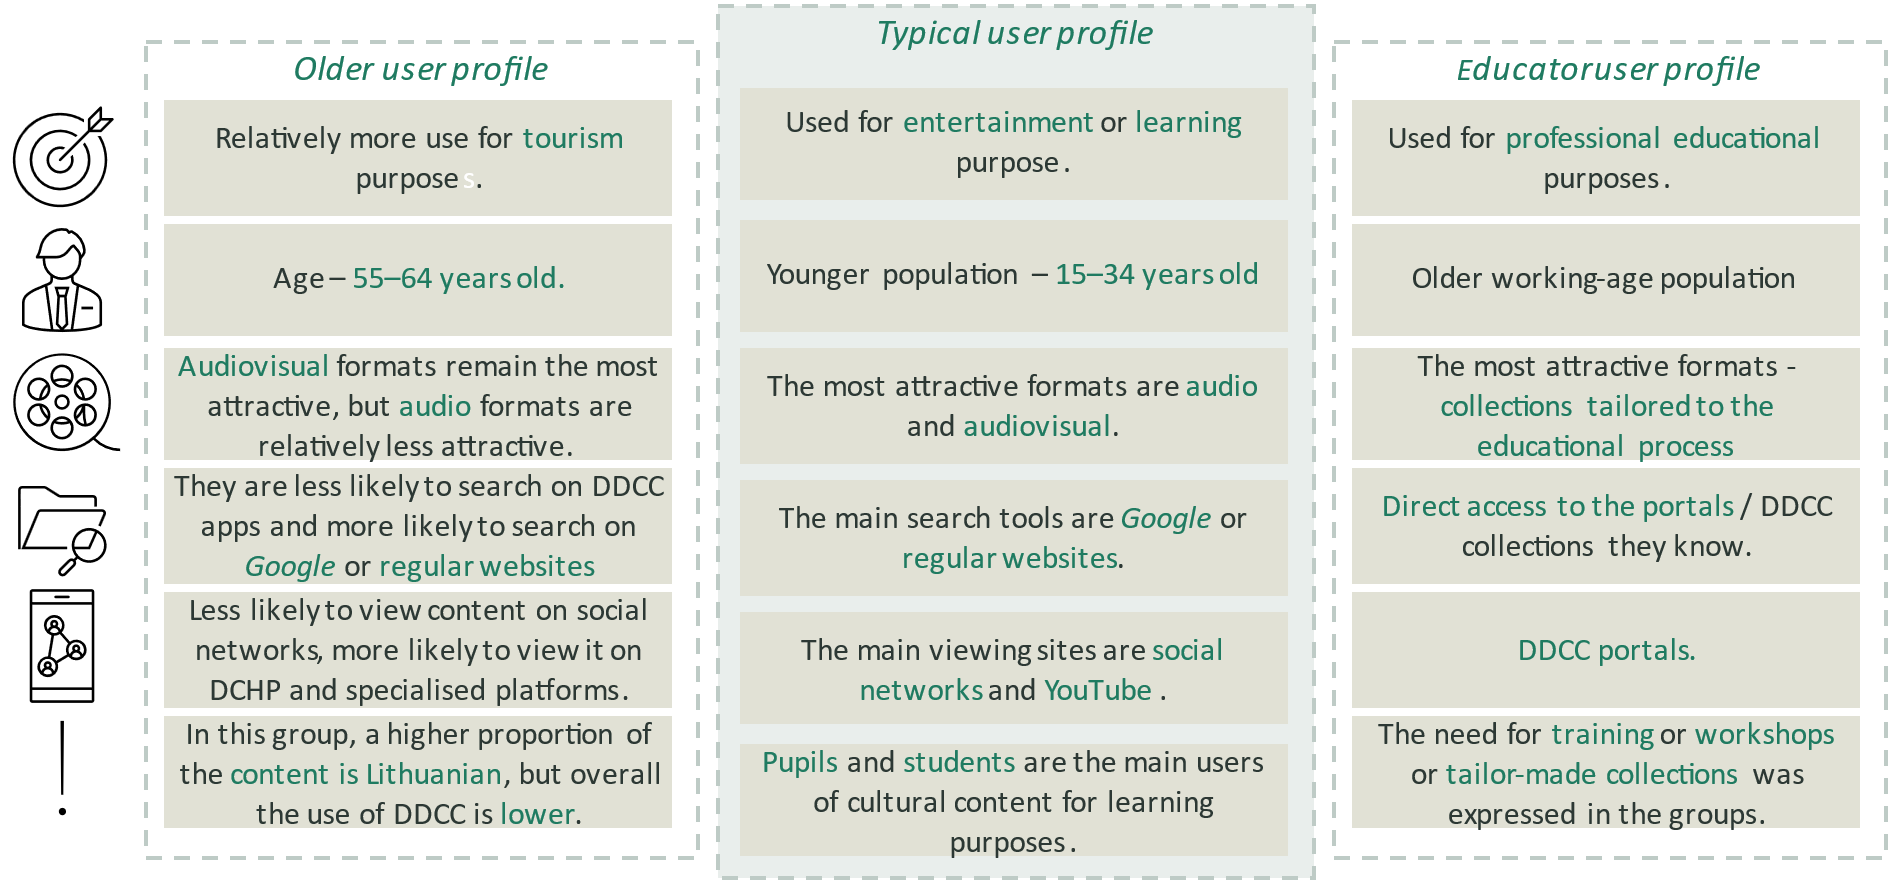 Older user profile
Relatively more use for tourism
purposes.
Age – 55–64 years old.
Audiovisual formats remain the most
attractive, but audio formats are
relatively less attractive.
They are less likely to search on DDCC
apps and more likely to search on
Google or regular websites
Less likely to view content on social
networks, more likely to view it on
DCHP and specialised platforms.
In this group, a higher proportion of
the content is Lithuanian, but overall
the use of DDCC is lower.
Typical user profile
Used for entertainment or learning
purpose.
Younger population – 15–34 years old
The most attractive formats are audio
and audiovisual.
The main search tools are Google or
regular websites.
The main viewing sites are social
networks and YouTube .
Pupils and students are the main users
of cultural content for learning
purposes.
Educatoruser profile
Used for professional educational
purposes.
Older working-age population
The most attractive formats -
collections tailored to the
educational process
Direct access to the portals / DDCC
collections they know.
DDCC portals.
The need for training or workshops
or tailor-made collections was
expressed in the groups.